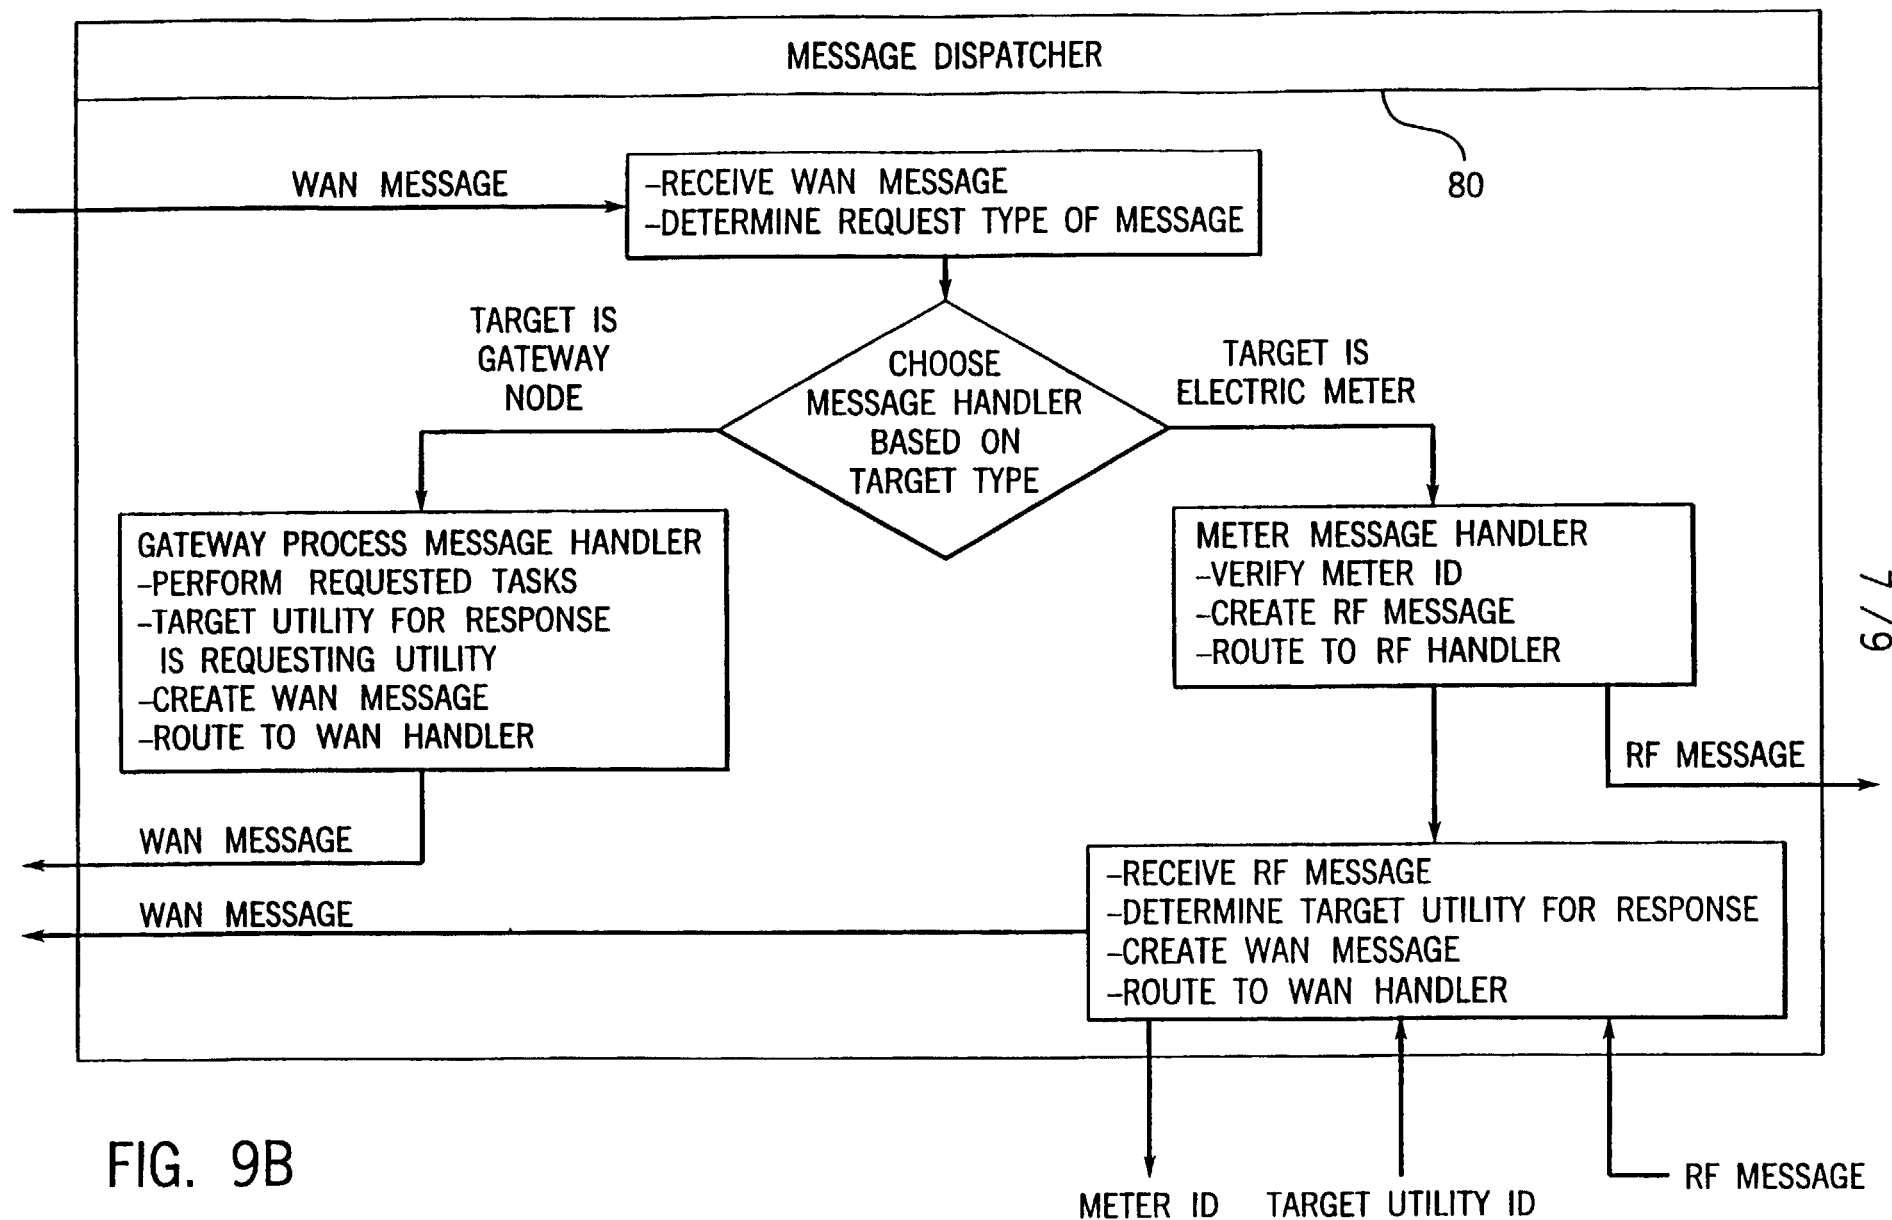 MESSAGE DISPATCHER
80
WAN MESSAGE
-RECEIVE WAN MESSAGE
-DETERMINE REQUEST TYPE OF MESSAGE
TARGET IS
GATEWAY
NODE
CHOOSE
MESSAGE HANDLER
BASED ON
TARGET TYPE
TARGET IS
ELECTRIC METER
GATEWAY PROCESS MESSAGE HANDLER
-PERFORM REQUESTED TASKS
-TARGET UTILITY FOR RESPONSE
IS REQUESTING UTILITY
-CREATE WAN MESSAGE
-ROUTE TO WAN HANDLER
METER MESSAGE HANDLER
-VERIFY METER ID
-CREATE RF MESSAGE
-ROUTE TO RF HANDLER
7/9
RF MESSAGE
WAN MESSAGE
WAN MESSAGE
-RECEIVE RF MESSAGE
-DETERMINE TARGET UTILITY FOR RESPONSE
-CREATE WAN MESSAGE
-ROUTE TO WAN HANDLER
METER ID
TARGET UTILITY ID
RF MESSAGE
FIG. 9B